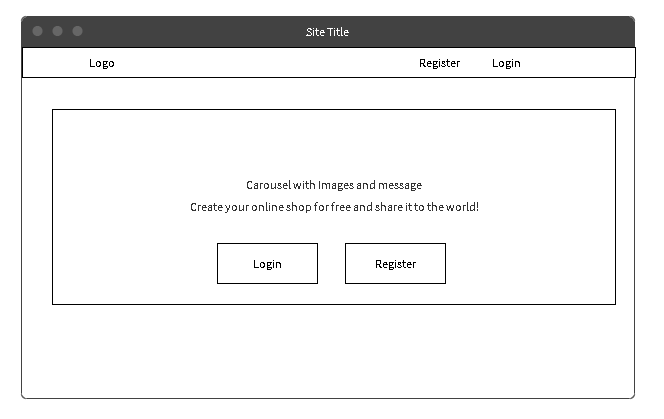 Site Title
Logo Register Login
Carousel with Images and message
Create your online shop for free and share it to the world!
Login Register